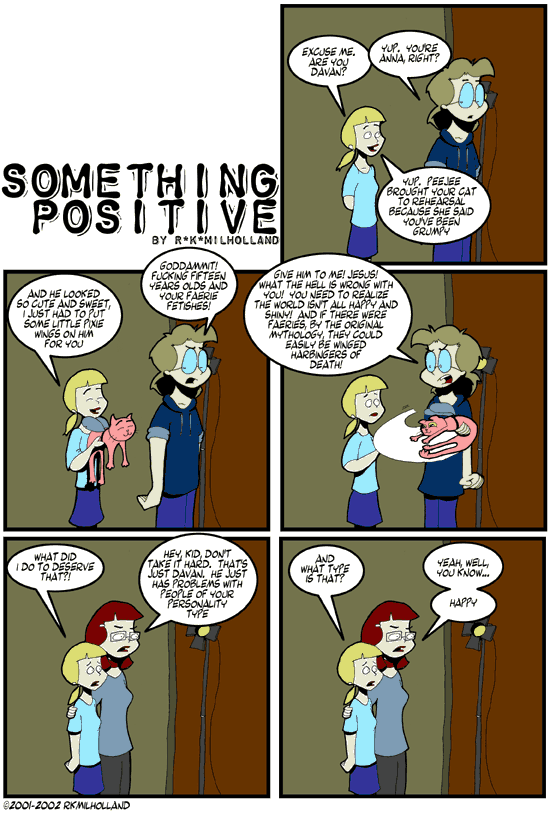 EXCUSE ME.
ARE YOU
DAVAN?
YUP. YOU'RE
ANNA, RIGHT?
YUP. PEEJEE
BROUGHT YOUR CAT
TO REHEARSAL
BECAUSE SHE SAID
YOU'VE BEEN
GRUMPY
SOMETHING
POSITIVE
BY R*K*MILHOLLAND
AND HE LOOKED
SO CUTE AND SWEET,
I JUST HAD TO PUT
SOME LITTLE PIXIE
WINGS ON HIM
FOR YOU
GODDAMMIT!
FUCKING FIFTEEN
YEARS OLDS AND
YOUR FAERIE
FETISHES!
GIVE HIM TO ME! JESUS!
WHAT THE HELL IS WRONG WITH
YOU! YOU NEED TO REALIZE
THE WORLD ISN'T ALL HAPPY AND
SHINY! AND IF THERE WERE
FAERIES, BY THE ORIGINAL
MYTHOLOGY, THEY COULD
EASILY BE WINGED
HARBINGERS OF
DEATH!
WHAT DID
I DO TO DESERVE
THAT?!
HEY, KID, DON'T
TAKE IT HARD. THAT'S
JUST DAVAN. HE JUST
HAS PROBLEMS WITH
PEOPLE OF YOUR
PERSONALITY
TYPE
AND
WHAT TYPE
IS THAT?
YEAH, WELL,
YOU KNOW...
HAPPY
©2001-2002 RKMILHOLLAND